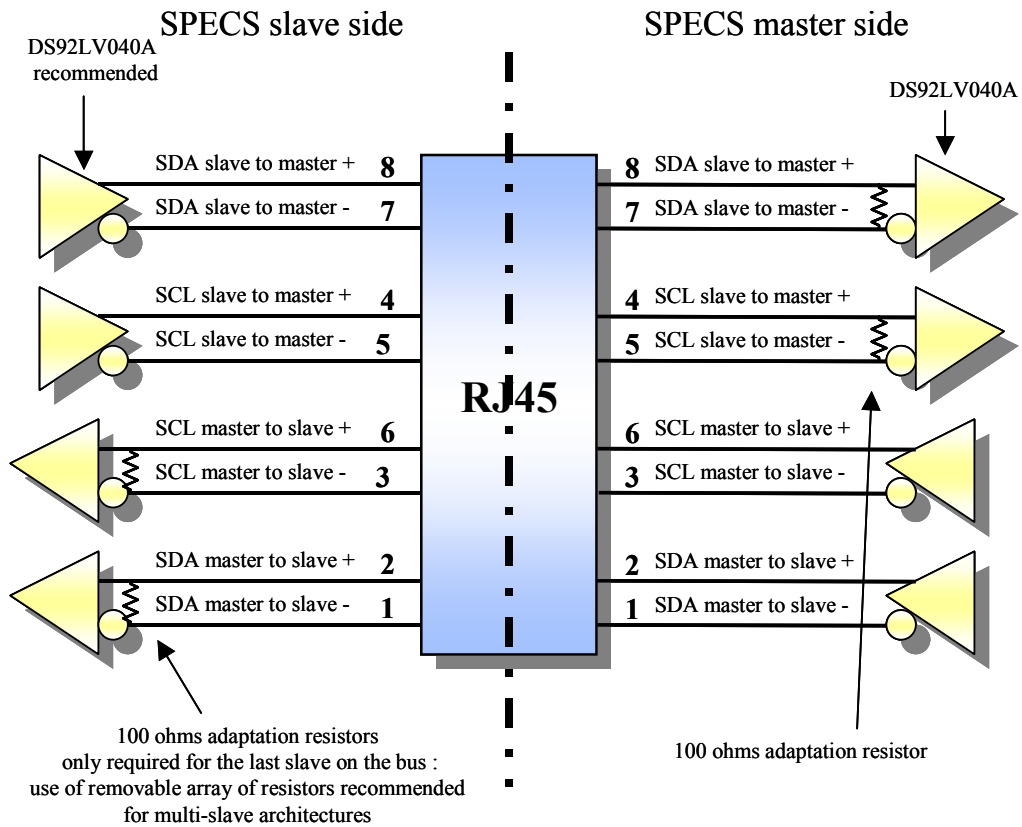 SPECS slave side
SPECS master side
DS92LV040A
recommended
DS92LV040A
SDA slave to master + 8
SDA slave to master - 7
8 SDA slave to master +
7 SDA slave to master -
SCL slave to master + 4
SCL slave to master - 5
4 SCL slave to master +
5 SCL slave to master -
RJ45
SCL master to slave + 6
SCL master to slave - 3
6 SCL master to slave +
3 SCL master to slave -
SDA master to slave + 2
SDA master to slave - 1
2 SDA master to slave +
1 SDA master to slave -
100 ohms adaptation resistors
only required for the last slave on the bus :
use of removable array of resistors recommended
for multi-slave architectures
100 ohms adaptation resistor